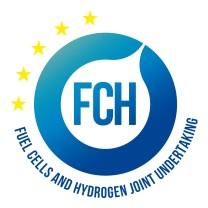 FCH
FUEL CELLS AND HYDROGEN JOINT UNDERTAKING